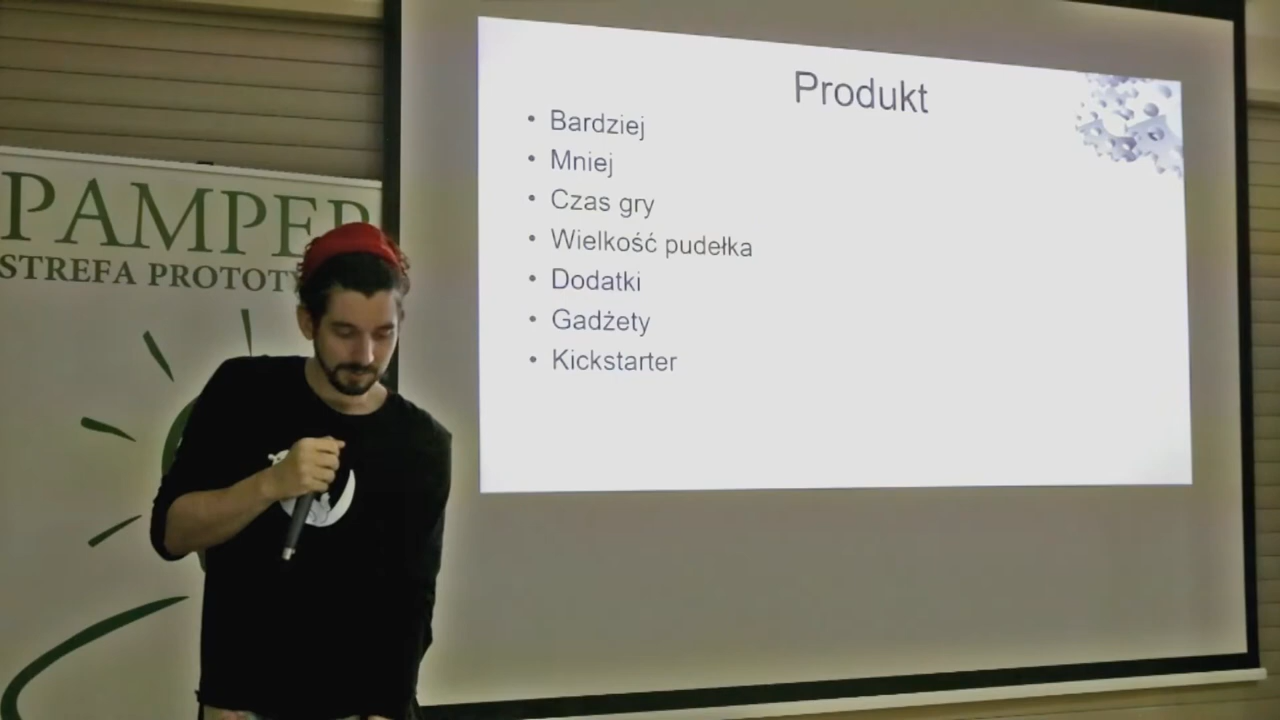 Produkt
Bardziej
Mniej
Czas gry
Wielkość pudełka
Dodatki
Gadżety
Kickstarter
PAMPER
STREFA PROTOTY